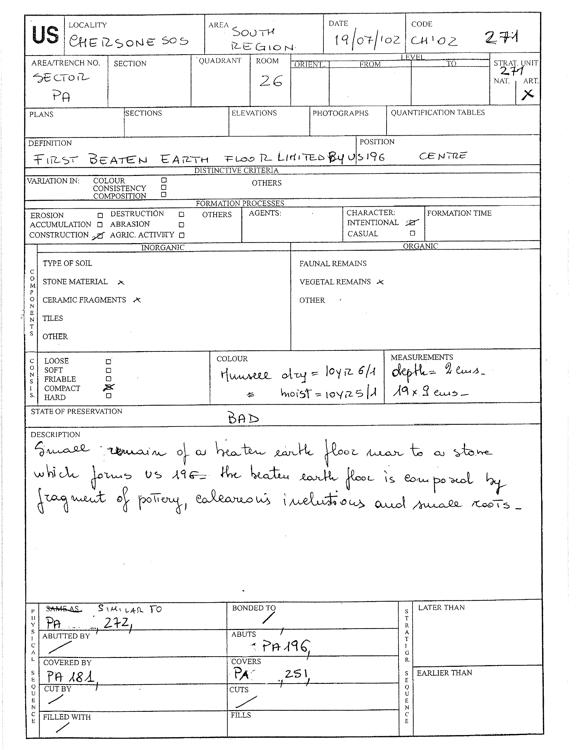 US LOCALITY AREA DATE CODE
CHERSONESOS SOUTH REGION 19/07/'02 CH'02 271
AREA/TRENCH NO. SECTION QUADRANT ROOM LEVEL STRAT. UNIT
ORIENT. FROM TO 271
SECTOR PA 26 NAT. ART.
X
PLANS SECTIONS ELEVATIONS PHOTOGRAPHS QUANTIFICATION TABLES
DEFINITION POSITION
FIRST BEATEN EARTH FLOOR LIMITED By US 196 CENTRE
DISTINCTIVE CRITERIA
VARIATION IN: COLOUR OTHERS
CONSISTENCY
COMPOSITION
FORMATION PROCESSES
EROSION DESTRUCTION OTHERS AGENTS: CHARACTER: FORMATION TIME
ACCUMULATION ABRASION INTENTIONAL
CONSTRUCTION AGRIC. ACTIVITY CASUAL
INORGANIC ORGANIC
COMPONENTS
TYPE OF SOIL FAUNAL REMAINS
STONE MATERIAL x VEGETAL REMAINS x
CERAMIC FRAGMENTS x OTHER
TILES
OTHER
CONSIS.
LOOSE COLOUR MEASUREMENTS
SOFT Munsell dry = 10YR 6/1 depth = 2 cms.
FRIABLE
COMPACT moist = 10YR 5/1 19 x 9 cms.
HARD
STATE OF PRESERVATION
BAD
DESCRIPTION
Small remain of a beaten earth floor near to a stone
which forms US 196 = the beaten earth floor is composed by
fragment of pottery, calcareous inclutions and small roots.
PHYSICAL SEQUENCE
SAME AS SIMILAR TO BONDED TO STRATIGR. SEQUENCE LATER THAN
PA 272, /
ABUTTED BY ABUTS
/ PA 196,
COVERED BY COVERS EARLIER THAN
PA 181, PA 251,
CUT BY CUTS
/ /
FILLED WITH FILLS
/